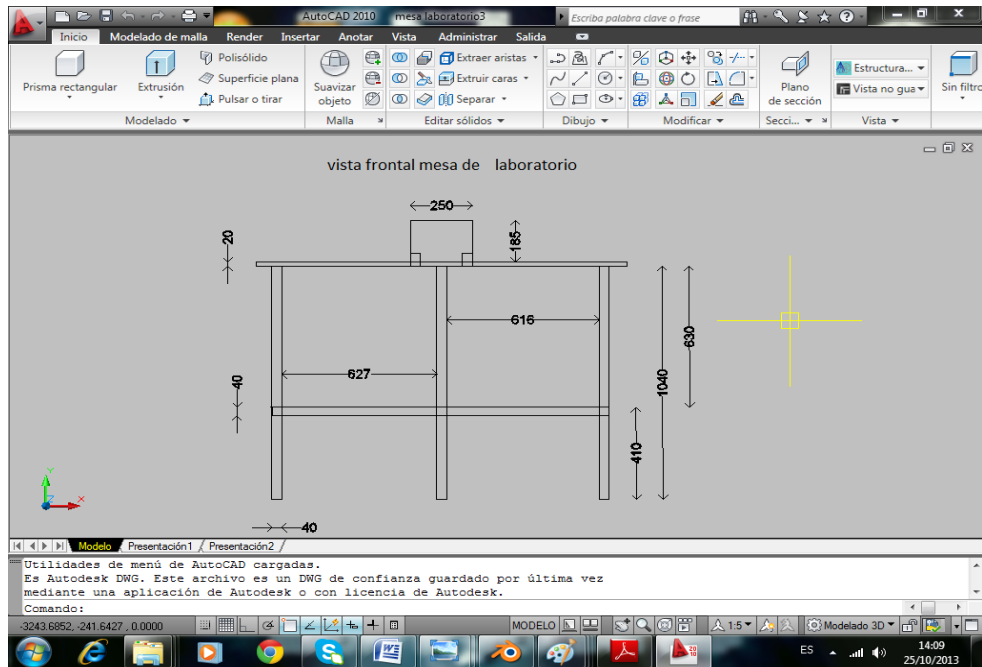 AutoCAD 2010 mesa laboratorio3
Escriba palabra clave o frase
Inicio Modelado de malla Render Insertar Anotar Vista Administrar Salida
Prisma rectangular
Extrusión
Polisólido
Superficie plana
Pulsar o tirar
Suavizar objeto
Extraer aristas
Extruir caras
Separar
Plano de sección
Estructura...
Vista no gua
Sin filtro
Modelado Malla Editar sólidos Dibujo Modificar Secci... Vista
vista frontal mesa de laboratorio
250
20
185
616
630
627
40
1040
410
40
Y
X
Z
Modelo Presentación1 Presentación2
Utilidades de menú de AutoCAD cargadas.
Es Autodesk DWG. Este archivo es un DWG de confianza guardado por última vez
mediante una aplicación de Autodesk o con licencia de Autodesk.
Comando:
-3243.6852, -241.6427 , 0.0000
MODELO
1:5
Modelado 3D
ES
14:09
25/10/2013